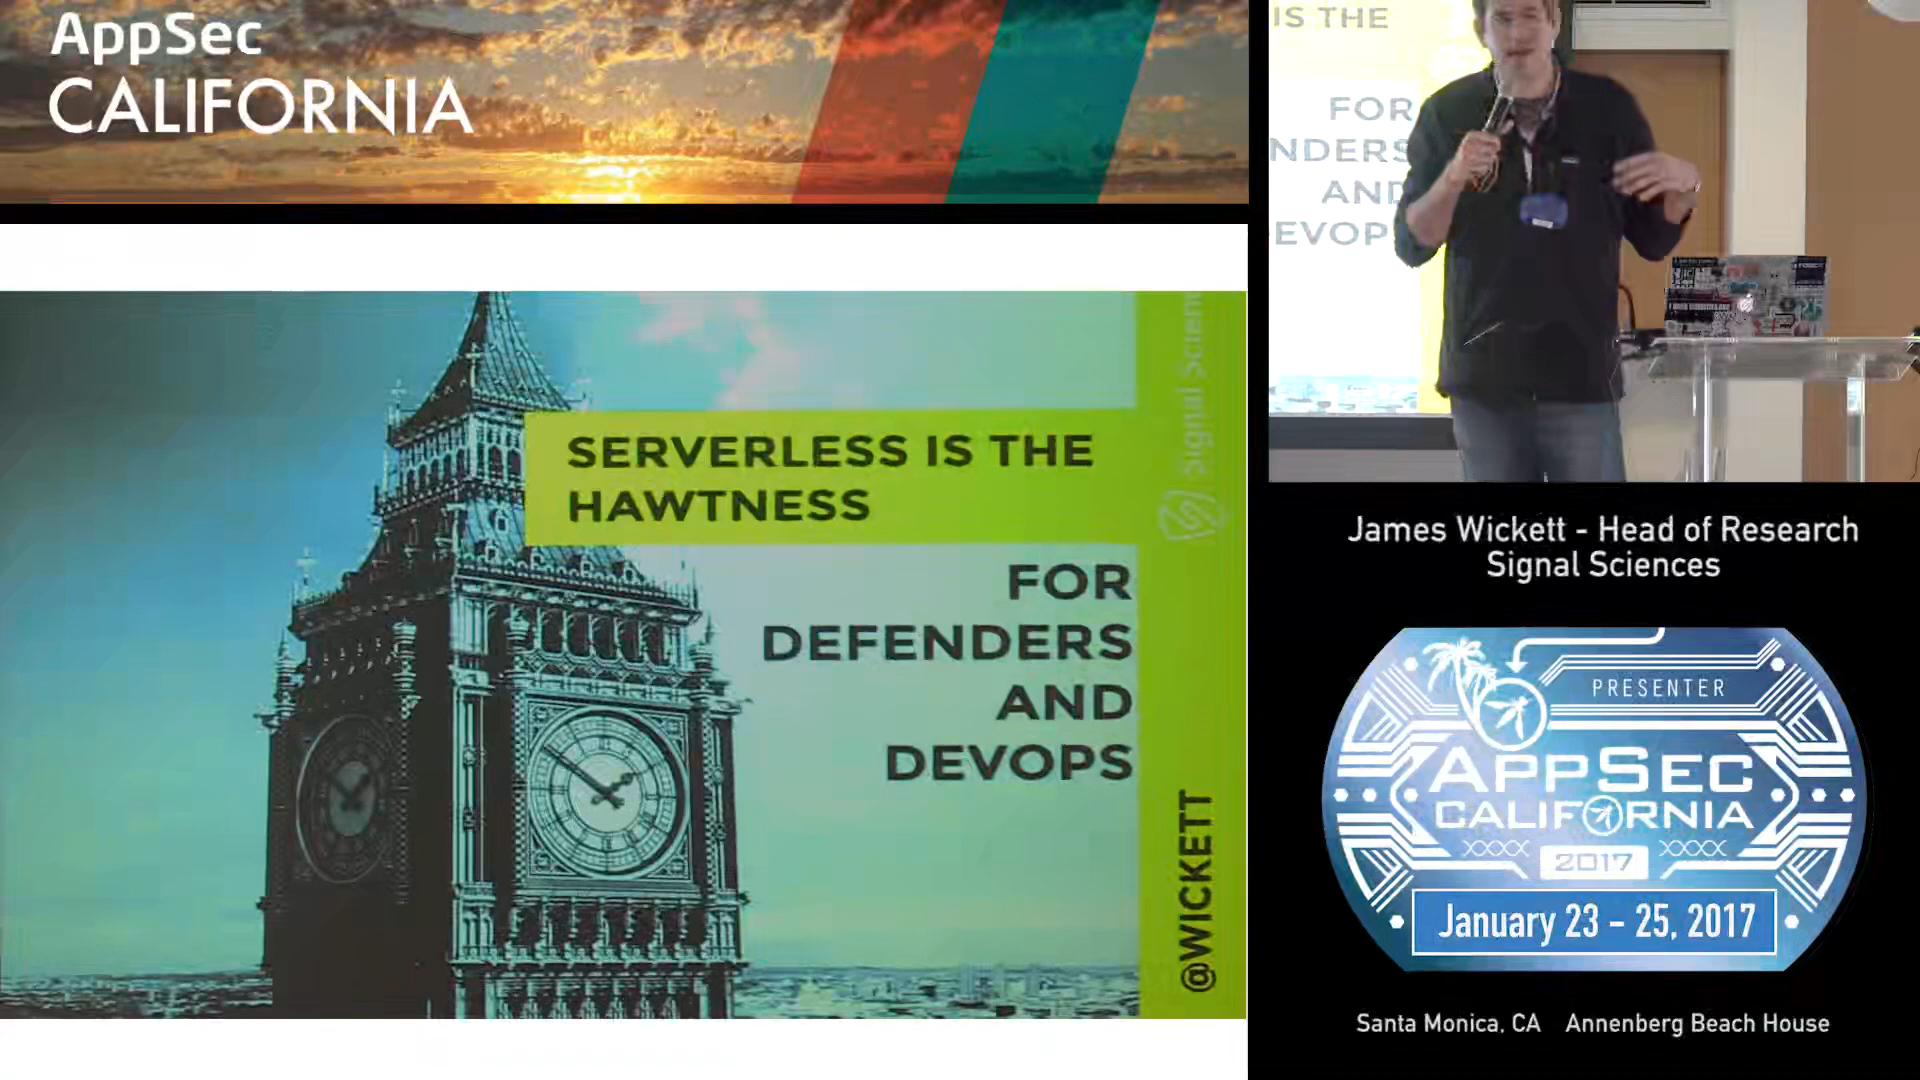 AppSec
CALIFORNIA
SERVERLESS IS THE
HAWTNESS
FOR
DEFENDERS
AND
DEVOPS
Signal Scien
@WICKETT
IS THE
FOR
NDERS
AND
EVOP
James Wickett - Head of Research
Signal Sciences
PRESENTER
APPSEC
CALIFORNIA
2017
January 23 - 25, 2017
Santa Monica, CA Annenberg Beach House